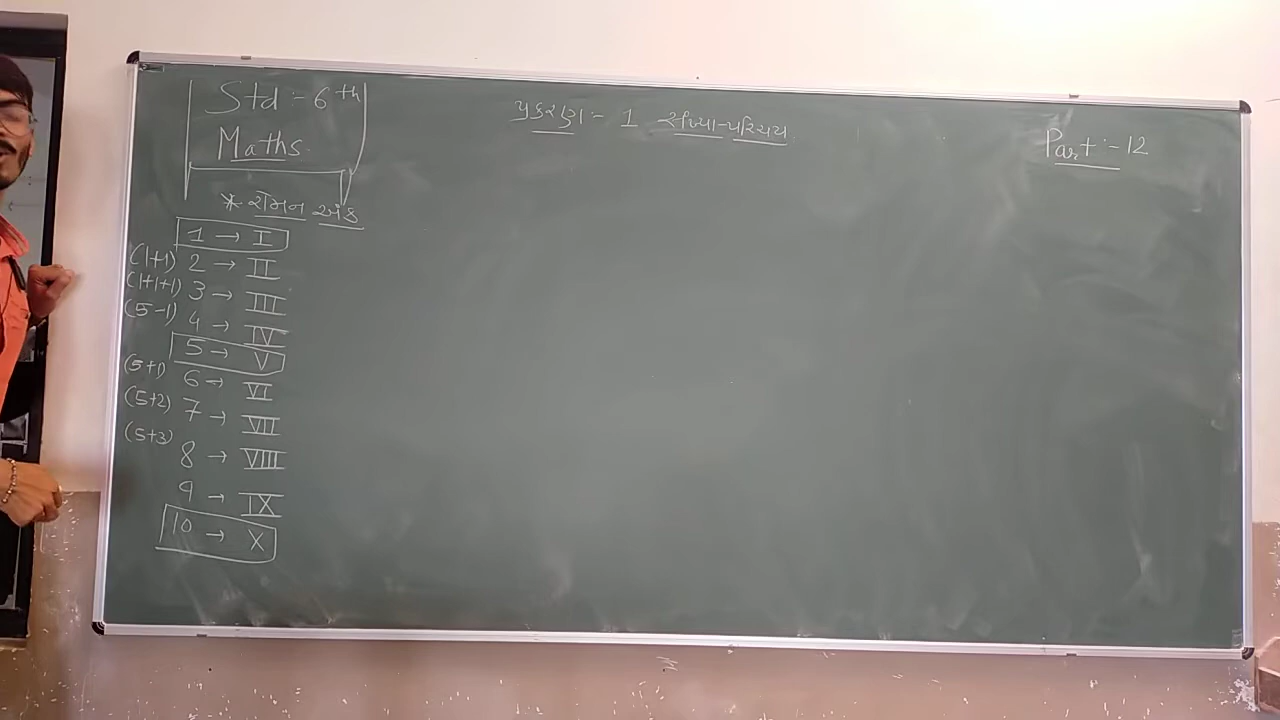 Std :- 6th
Maths.
પ્રકરણ :- 1 સંખ્યા-પરિચય
Part :- 12
* રોમન અંક
1 → I
(1+1) 2 → II
(1+1+1) 3 → III
(5-1) 4 → IV
5 → V
(5+1) 6 → VI
(5+2) 7 → VII
(5+3) 8 → VIII
9 → IX
10 → X